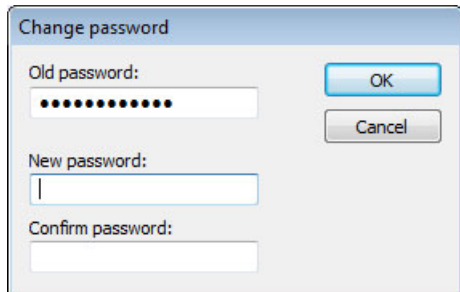 Change password
Old password:
●●●●●●●●●●●●
OK
Cancel
New password:
Confirm password: